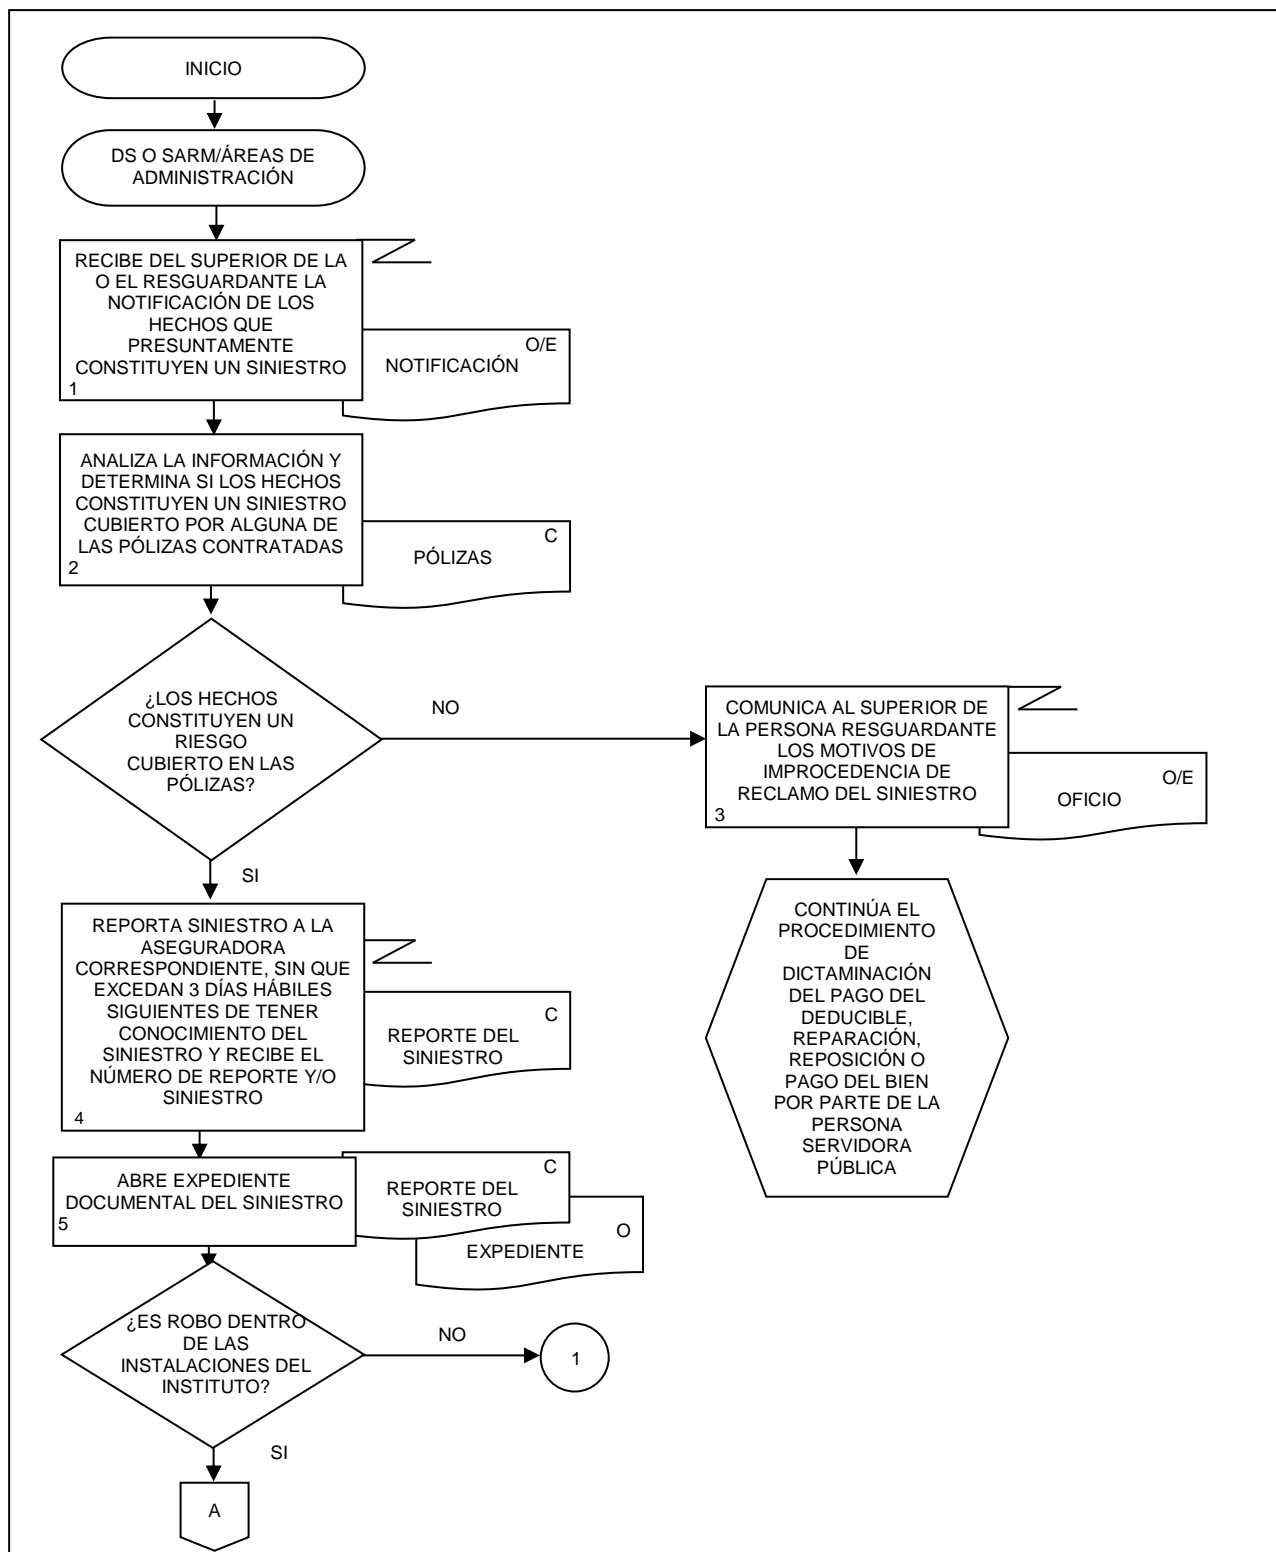 INICIO
DS O SARM/ÁREAS DE
ADMINISTRACIÓN
RECIBE DEL SUPERIOR DE LA
O EL RESGUARDANTE LA
NOTIFICACIÓN DE LOS
HECHOS QUE
PRESUNTAMENTE
CONSTITUYEN UN SINIESTRO
1
O/E
NOTIFICACIÓN
ANALIZA LA INFORMACIÓN Y
DETERMINA SI LOS HECHOS
CONSTITUYEN UN SINIESTRO
CUBIERTO POR ALGUNA DE
LAS PÓLIZAS CONTRATADAS
2
C
PÓLIZAS
¿LOS HECHOS
CONSTITUYEN UN
RIESGO
CUBIERTO EN LAS
PÓLIZAS?
NO
COMUNICA AL SUPERIOR DE
LA PERSONA RESGUARDANTE
LOS MOTIVOS DE
IMPROCEDENCIA DE
RECLAMO DEL SINIESTRO
3
O/E
OFICIO
CONTINÚA EL
PROCEDIMIENTO
DE
DICTAMINACIÓN
DEL PAGO DEL
DEDUCIBLE,
REPARACIÓN,
REPOSICIÓN O
PAGO DEL BIEN
POR PARTE DE LA
PERSONA
SERVIDORA
PÚBLICA
SI
REPORTA SINIESTRO A LA
ASEGURADORA
CORRESPONDIENTE, SIN QUE
EXCEDAN 3 DÍAS HÁBILES
SIGUIENTES DE TENER
CONOCIMIENTO DEL
SINIESTRO Y RECIBE EL
NÚMERO DE REPORTE Y/O
SINIESTRO
4
C
REPORTE DEL
SINIESTRO
ABRE EXPEDIENTE
DOCUMENTAL DEL SINIESTRO
5
C
REPORTE DEL
SINIESTRO
O
EXPEDIENTE
¿ES ROBO DENTRO
DE LAS
INSTALACIONES DEL
INSTITUTO?
NO
1
SI
A